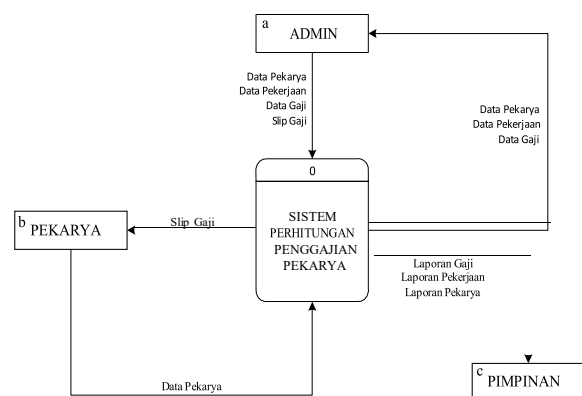 a
ADMIN
Data Pekarya
Data Pekerjaan
Data Gaji
Slip Gaji
Data Pekarya
Data Pekerjaan
Data Gaji
0
SISTEM
PERHITUNGAN
PENGGAJIAN
PEKARYA
b
PEKARYA
Slip Gaji
Laporan Gaji
Laporan Pekerjaan
Laporan Pekarya
Data Pekarya
c
PIMPINAN